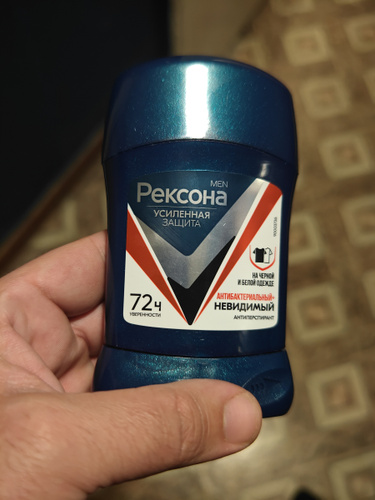 MEN
Рексона
УСИЛЕННАЯ
ЗАЩИТА
НА ЧЕРНОЙ
И БЕЛОЙ ОДЕЖДЕ
АНТИБАКТЕРИАЛЬНЫЙ+
НЕВИДИМЫЙ
АНТИПЕРСПИРАНТ
72ч
УВЕРЕННОСТИ